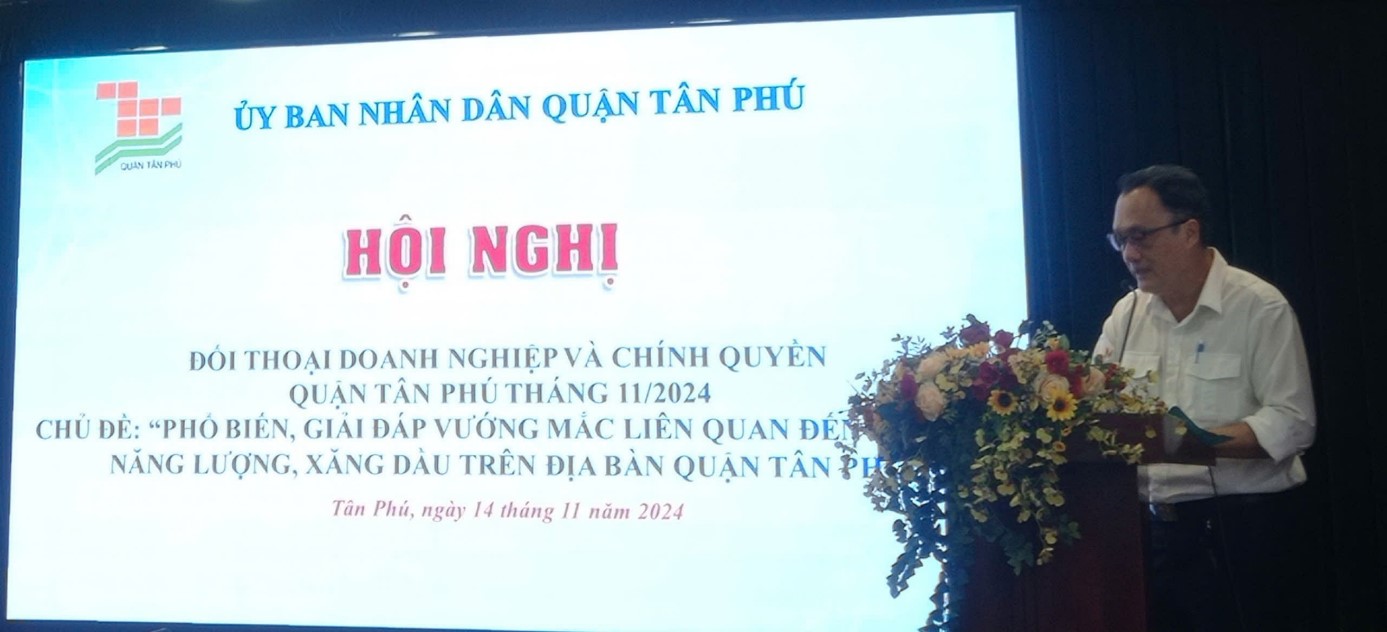 QUẬN TÂN PHÚ
ỦY BAN NHÂN DÂN QUẬN TÂN PHÚ
HỘI NGHỊ
ĐỐI THOẠI DOANH NGHIỆP VÀ CHÍNH QUYỀN
QUẬN TÂN PHÚ THÁNG 11/2024
CHỦ ĐỀ: “PHỔ BIẾN, GIẢI ĐÁP VƯỚNG MẮC LIÊN QUAN ĐẾN
NĂNG LƯỢNG, XĂNG DẦU TRÊN ĐỊA BÀN QUẬN TÂN PH
Tân Phú, ngày 14 tháng 11 năm 2024